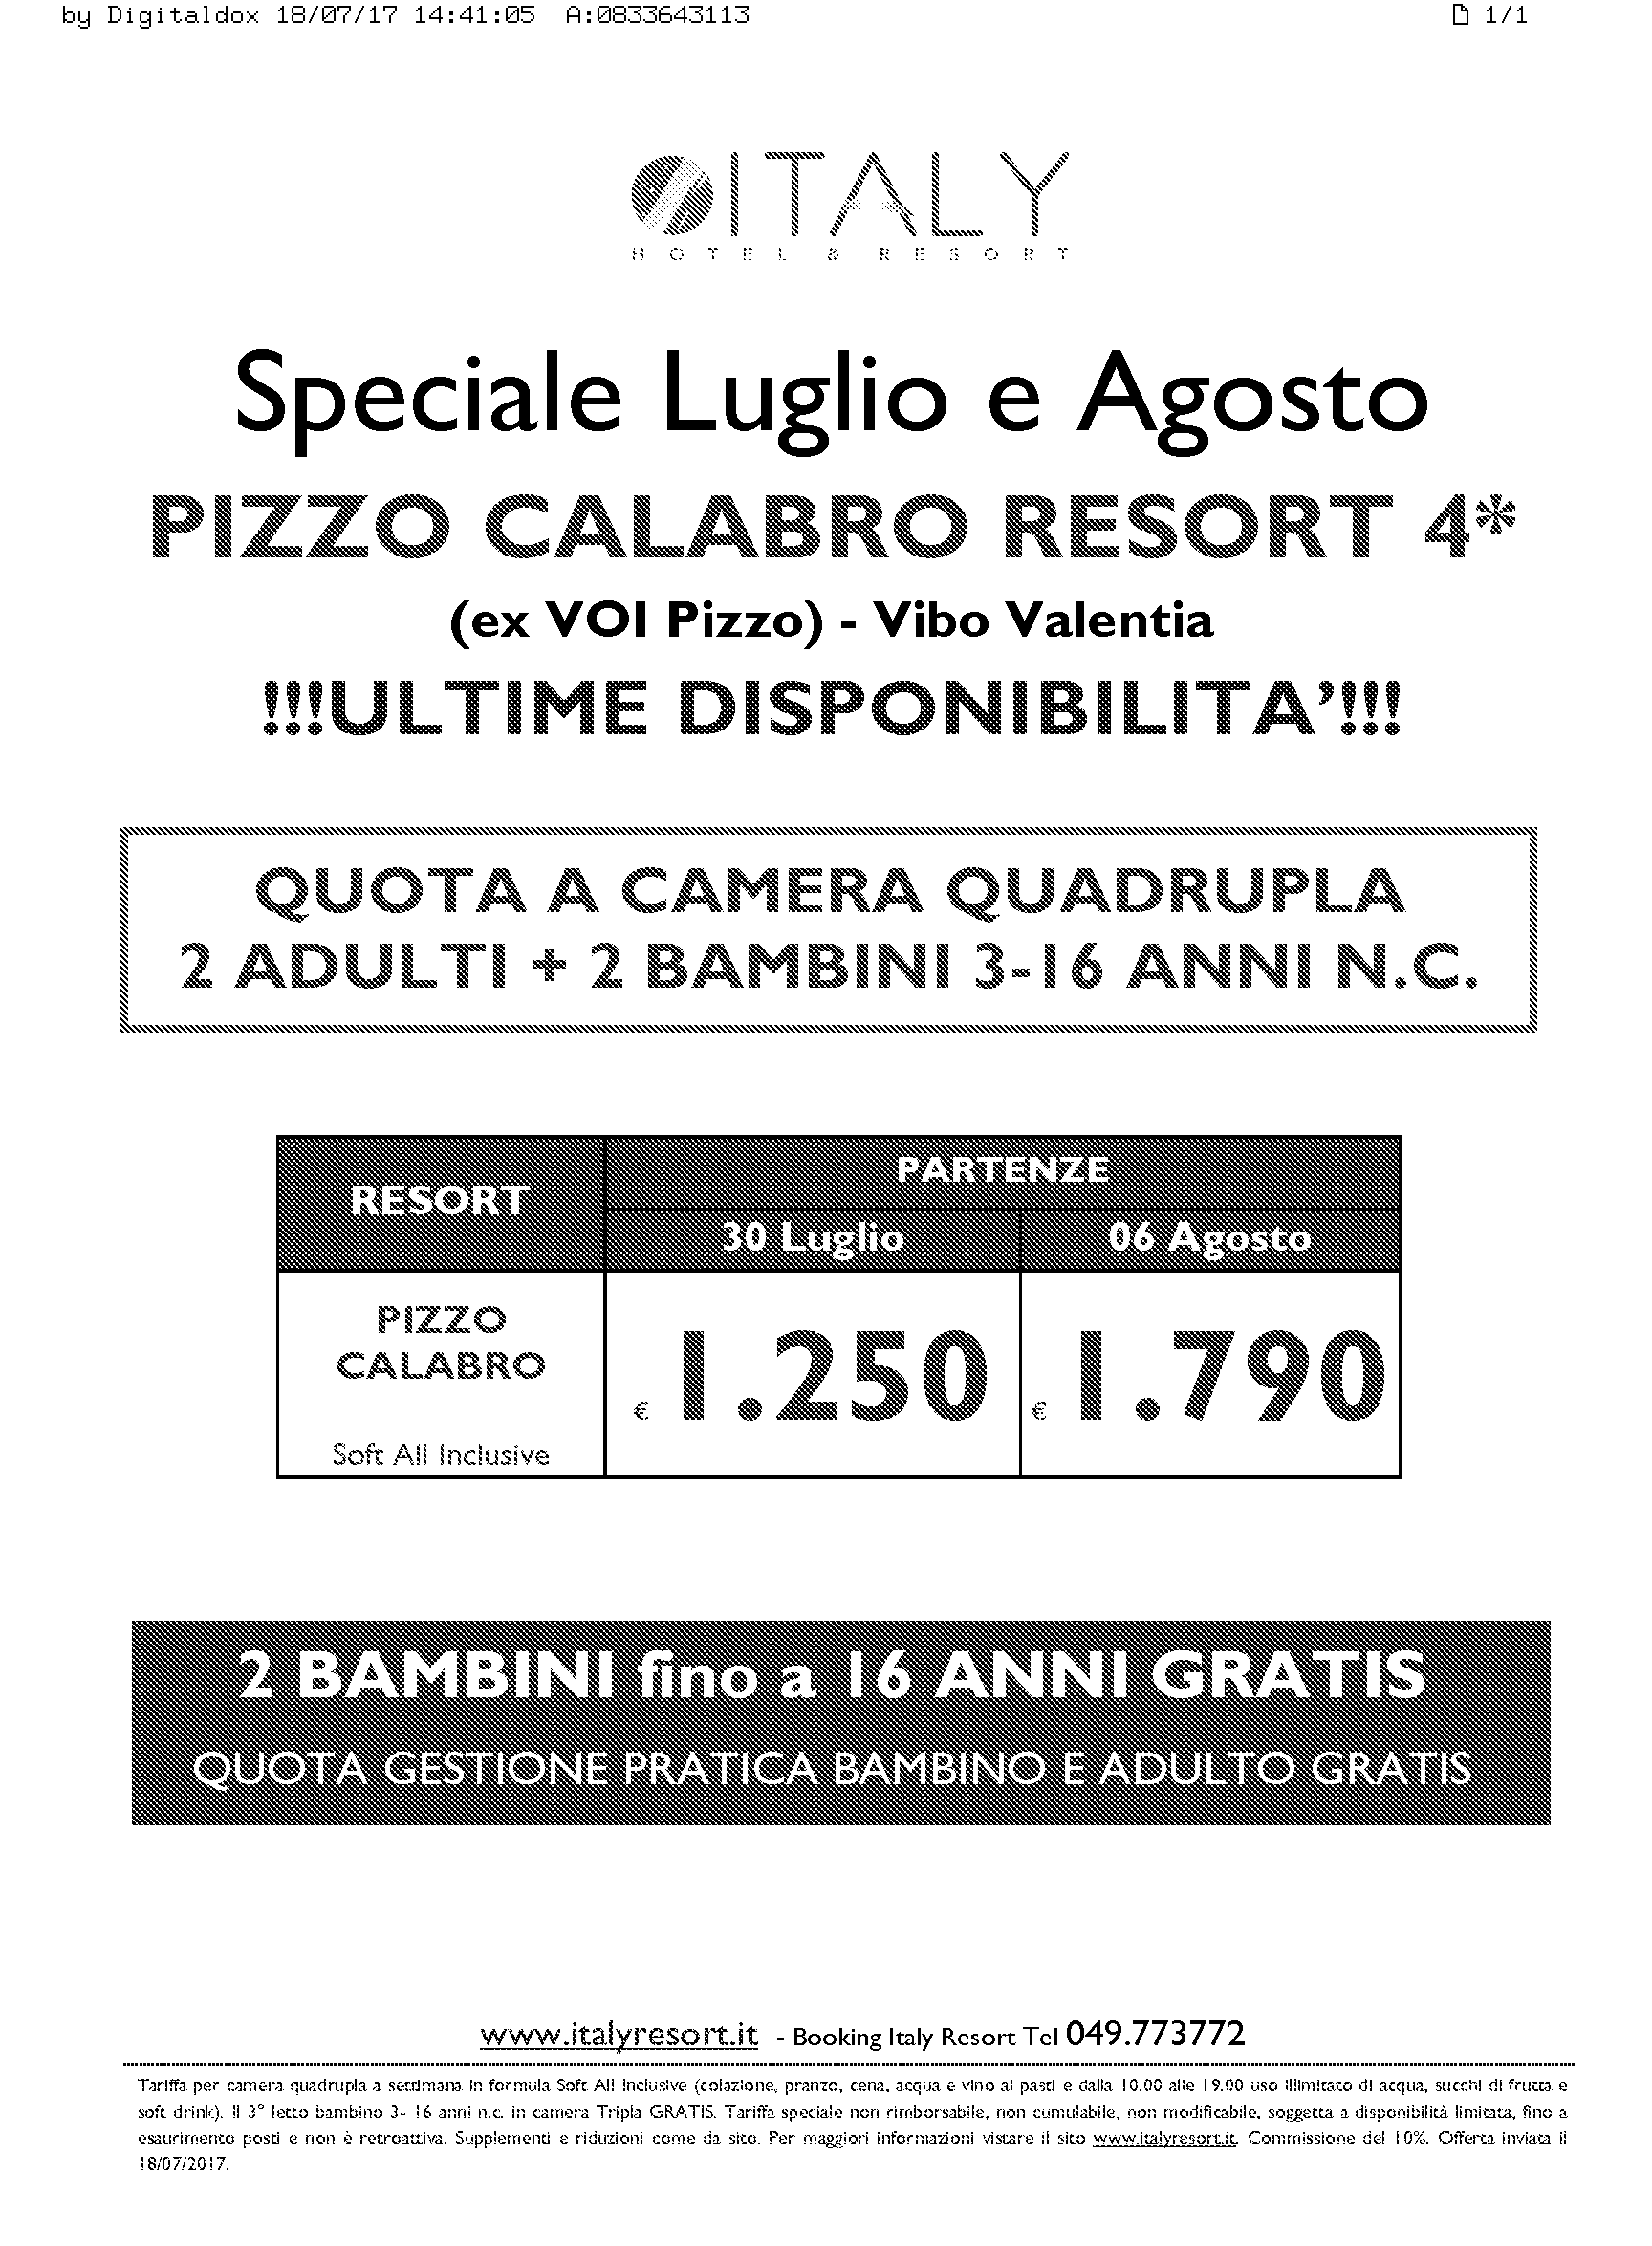 by Digitaldox 18/07/17 14:41:05 A:0833643113 1/1
ITALY
HOTEL & RESORT
Speciale Luglio e Agosto
PIZZO CALABRO RESORT 4*
(ex VOI Pizzo) - Vibo Valentia
!!!ULTIME DISPONIBILITA’!!!
QUOTA A CAMERA QUADRUPLA
2 ADULTI + 2 BAMBINI 3-16 ANNI N.C.
RESORT
PARTENZE
30 Luglio 06 Agosto
PIZZO
CALABRO
Soft All Inclusive
€ 1.250 € 1.790
2 BAMBINI fino a 16 ANNI GRATIS
QUOTA GESTIONE PRATICA BAMBINO E ADULTO GRATIS
www.italyresort.it - Booking Italy Resort Tel 049.773772
Tariffa per camera quadrupla a settimana in formula Soft All Inclusive (colazione, pranzo, cena, acqua e vino ai pasti e dalla 10.00 alle 19.00 uso illimitato di acqua, succhi di frutta e
soft drink). Il 3° letto bambino 3- 16 anni n.c. in camera Tripla GRATIS. Tariffa speciale non rimborsabile, non cumulabile, non modificabile, soggetta a disponibilità limitata, fino a
esaurimento posti e non è retroattiva. Supplementi e riduzioni come da sito. Per maggiori informazioni vistare il sito www.italyresort.it. Commissione del 10%. Offerta inviata il
18/07/2017.